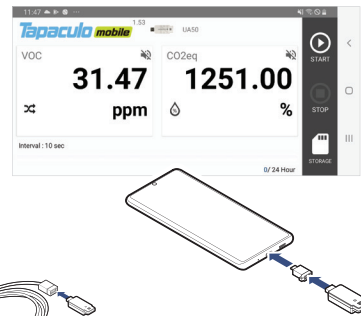 11:47
Tapaculo mobile 1.53 UA50
VOC
31.47
ppm
CO2eq
1251.00
%
Interval : 10 sec
0/ 24 Hour
START
STOP
STORAGE